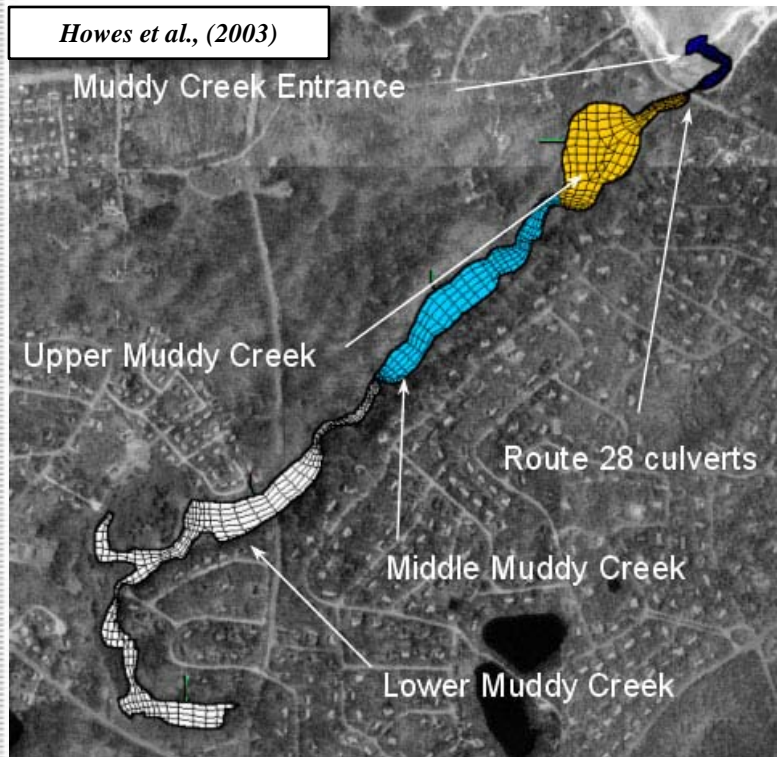 Howes et al., (2003)
Muddy Creek Entrance
Upper Muddy Creek
Route 28 culverts
Middle Muddy Creek
Lower Muddy Creek